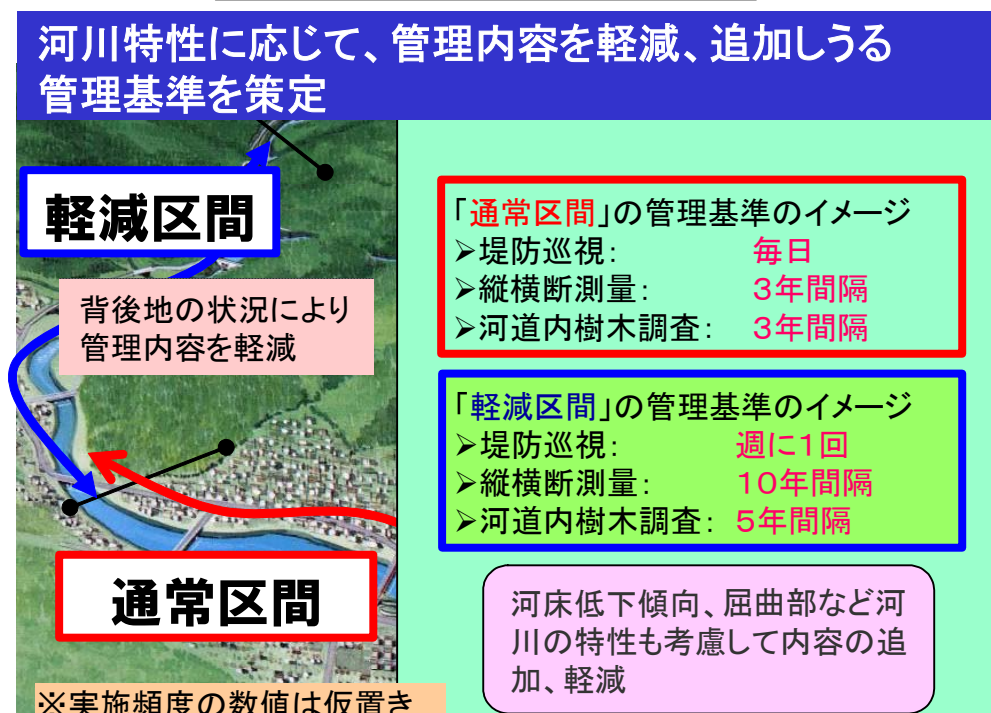 河川特性に応じて、管理内容を軽減、追加しうる
管理基準を策定
軽減区間
背後地の状況により
管理内容を軽減
通常区間
※実施頻度の数値は仮置き
「通常区間」の管理基準のイメージ
➢堤防巡視： 毎日
➢縦横断測量： 3年間隔
➢河道内樹木調査： 3年間隔
「軽減区間」の管理基準のイメージ
➢堤防巡視： 週に1回
➢縦横断測量： 10年間隔
➢河道内樹木調査： 5年間隔
河床低下傾向、屈曲部など河
川の特性も考慮して内容の追
加、軽減